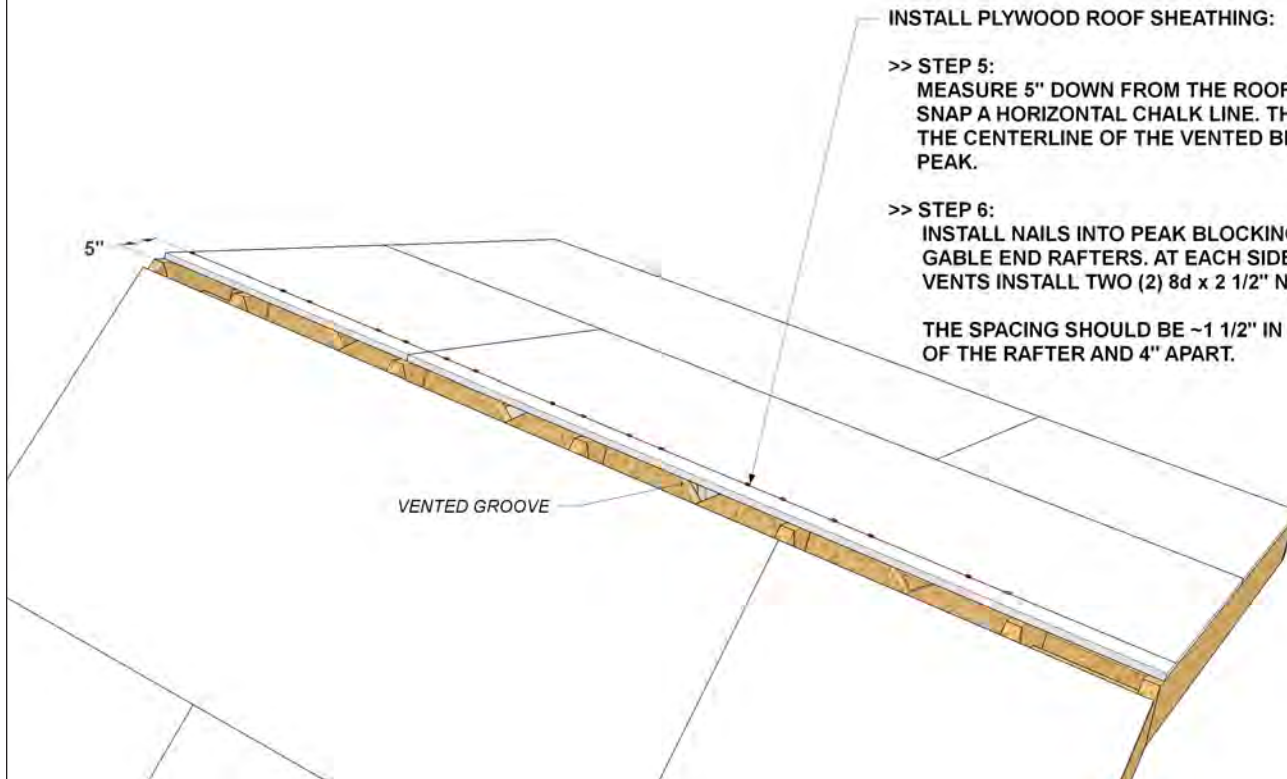 INSTALL PLYWOOD ROOF SHEATHING:
>> STEP 5:
MEASURE 5" DOWN FROM THE ROOF
SNAP A HORIZONTAL CHALK LINE.
THE CENTERLINE OF THE VENTED
PEAK.
>> STEP 6:
INSTALL NAILS INTO PEAK BLOCKING
GABLE END RAFTERS. AT EACH SIDE
VENTS INSTALL TWO (2) 8d x 2 1/2"
THE SPACING SHOULD BE ~1 1/2" IN
OF THE RAFTER AND 4" APART.
5"
VENTED GROOVE